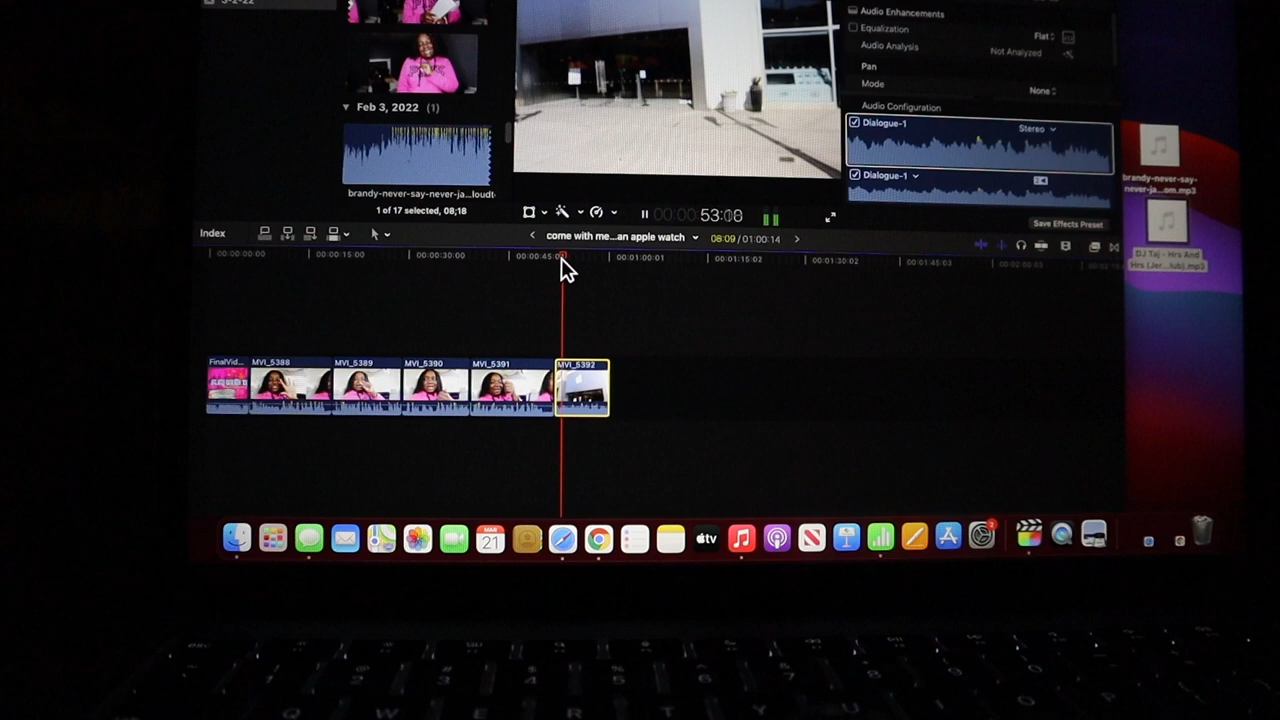 Audio Enhancements
Equalization
Flat
Audio Analysis
Not Analyzed
Pan
Mode
None
Audio Configuration
Dialogue-1
Stereo
Dialogue-1
Save Effects Preset
Feb 3, 2022 (1)
brandy-never-say-never-ja...loudt
1 of 17 selected, 08;18
brandy-never-say-
never-ja...om.mp3
DJ Taj - Hrs And
Hrs (Jer...lub).mp3
Index
come with me...an apple watch
08:09 / 01:00:14
00:00:00:00
00:00:15:00
00:00:30:00
00:00:45:0
00:01:00:01
00:01:15:02
00:01:30:02
00:01:45:03
00:02:00:03
FinalVid...
MVI_5388
MVI_5389
MVI_5390
MVI_5391
MVI_5392
MAR
21
tv
2
Q
W
E
R
T
Y
U